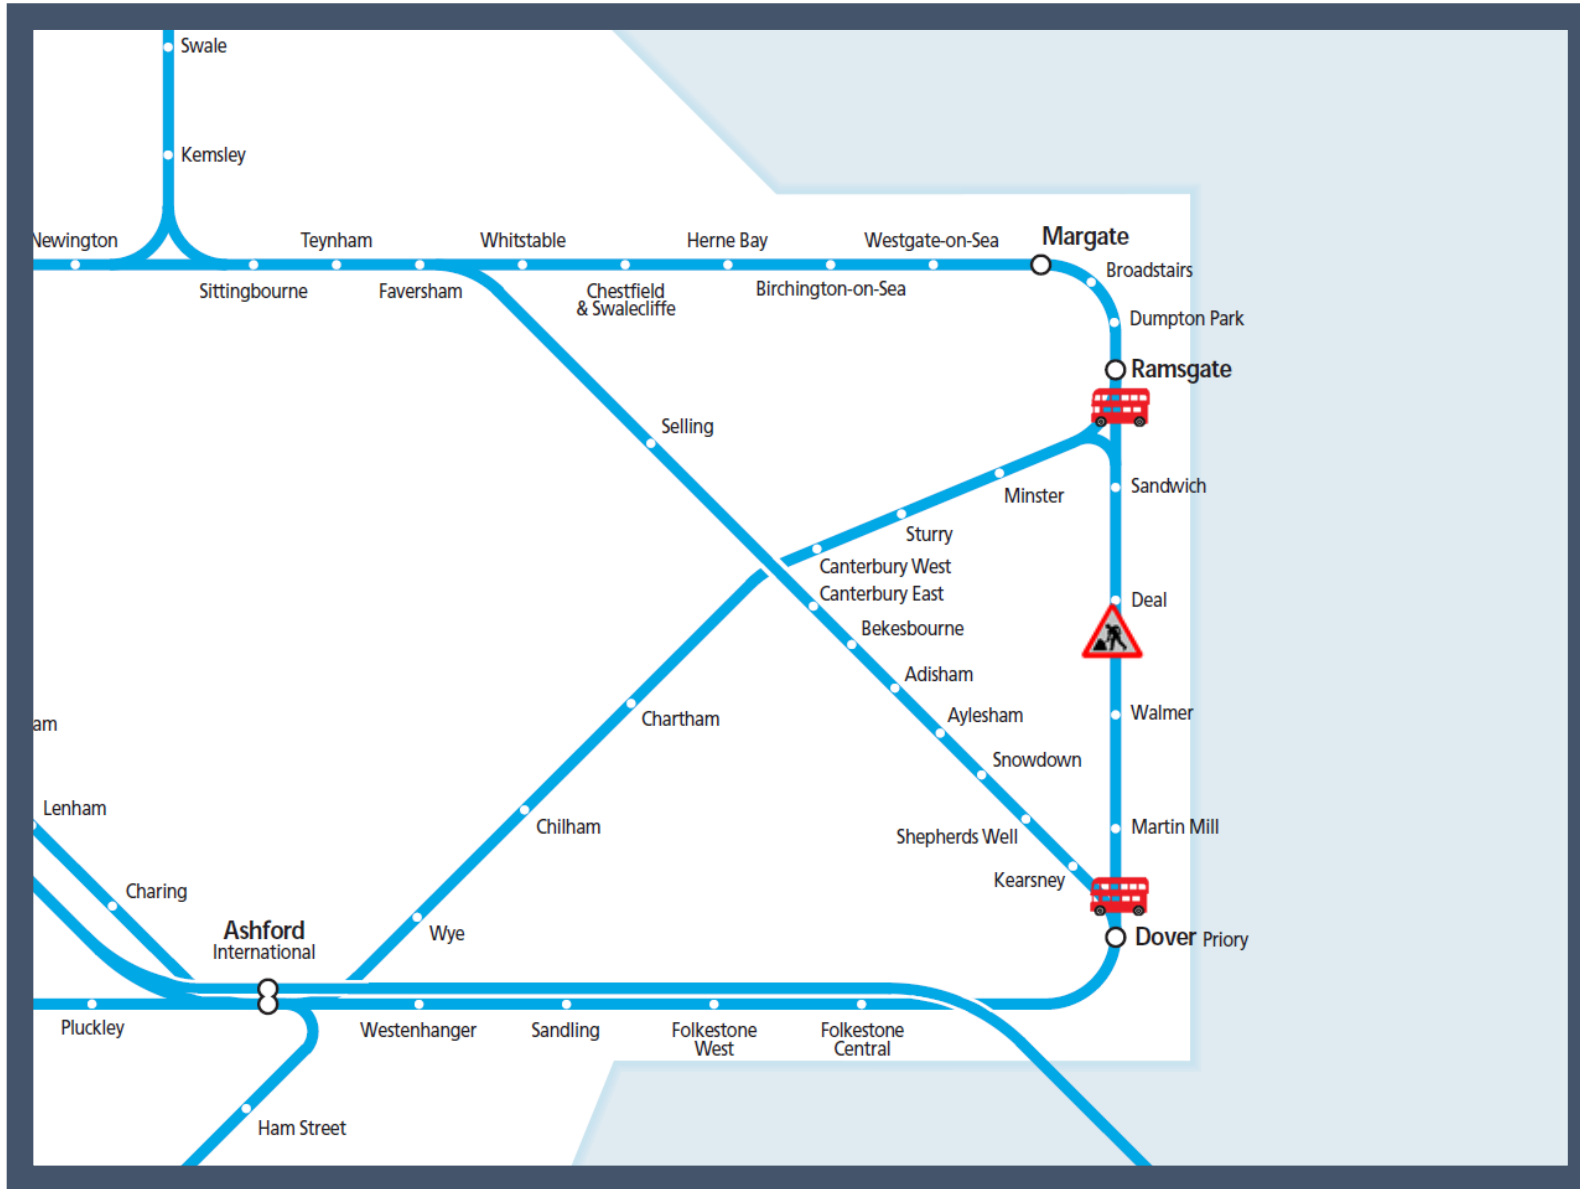 Swale
Kemsley
Newington
Teynham
Whitstable
Herne Bay
Westgate-on-Sea
Margate
Broadstairs
Sittingbourne
Faversham
Chestfield
& Swalecliffe
Birchington-on-Sea
Dumpton Park
Ramsgate
Selling
Minster
Sandwich
Sturry
Canterbury West
Canterbury East
Deal
Bekesbourne
Adisham
Chartham
Aylesham
Walmer
am
Snowdown
Lenham
Chilham
Shepherds Well
Martin Mill
Charing
Kearsney
Ashford
International
Wye
Dover Priory
Pluckley
Westenhanger
Sandling
Folkestone
West
Folkestone
Central
Ham Street